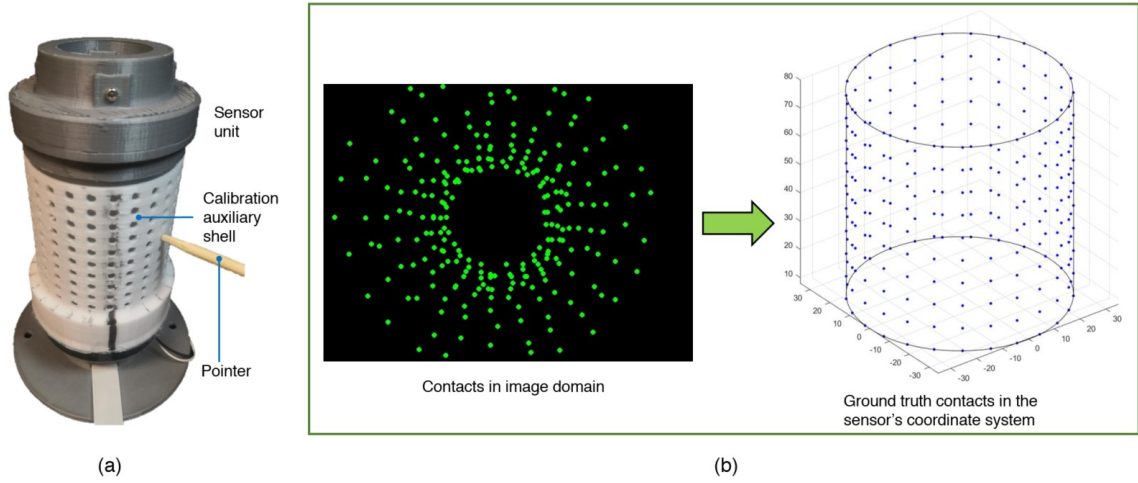 Sensor
unit
Calibration
auxiliary
shell
Pointer
(a)
Contacts in image domain
80
70
60
50
40
30
20
10
30
20
10
0
-10
-20
-30
-30
-20
-10
0
10
20
30
Ground truth contacts in the
sensor's coordinate system
(b)